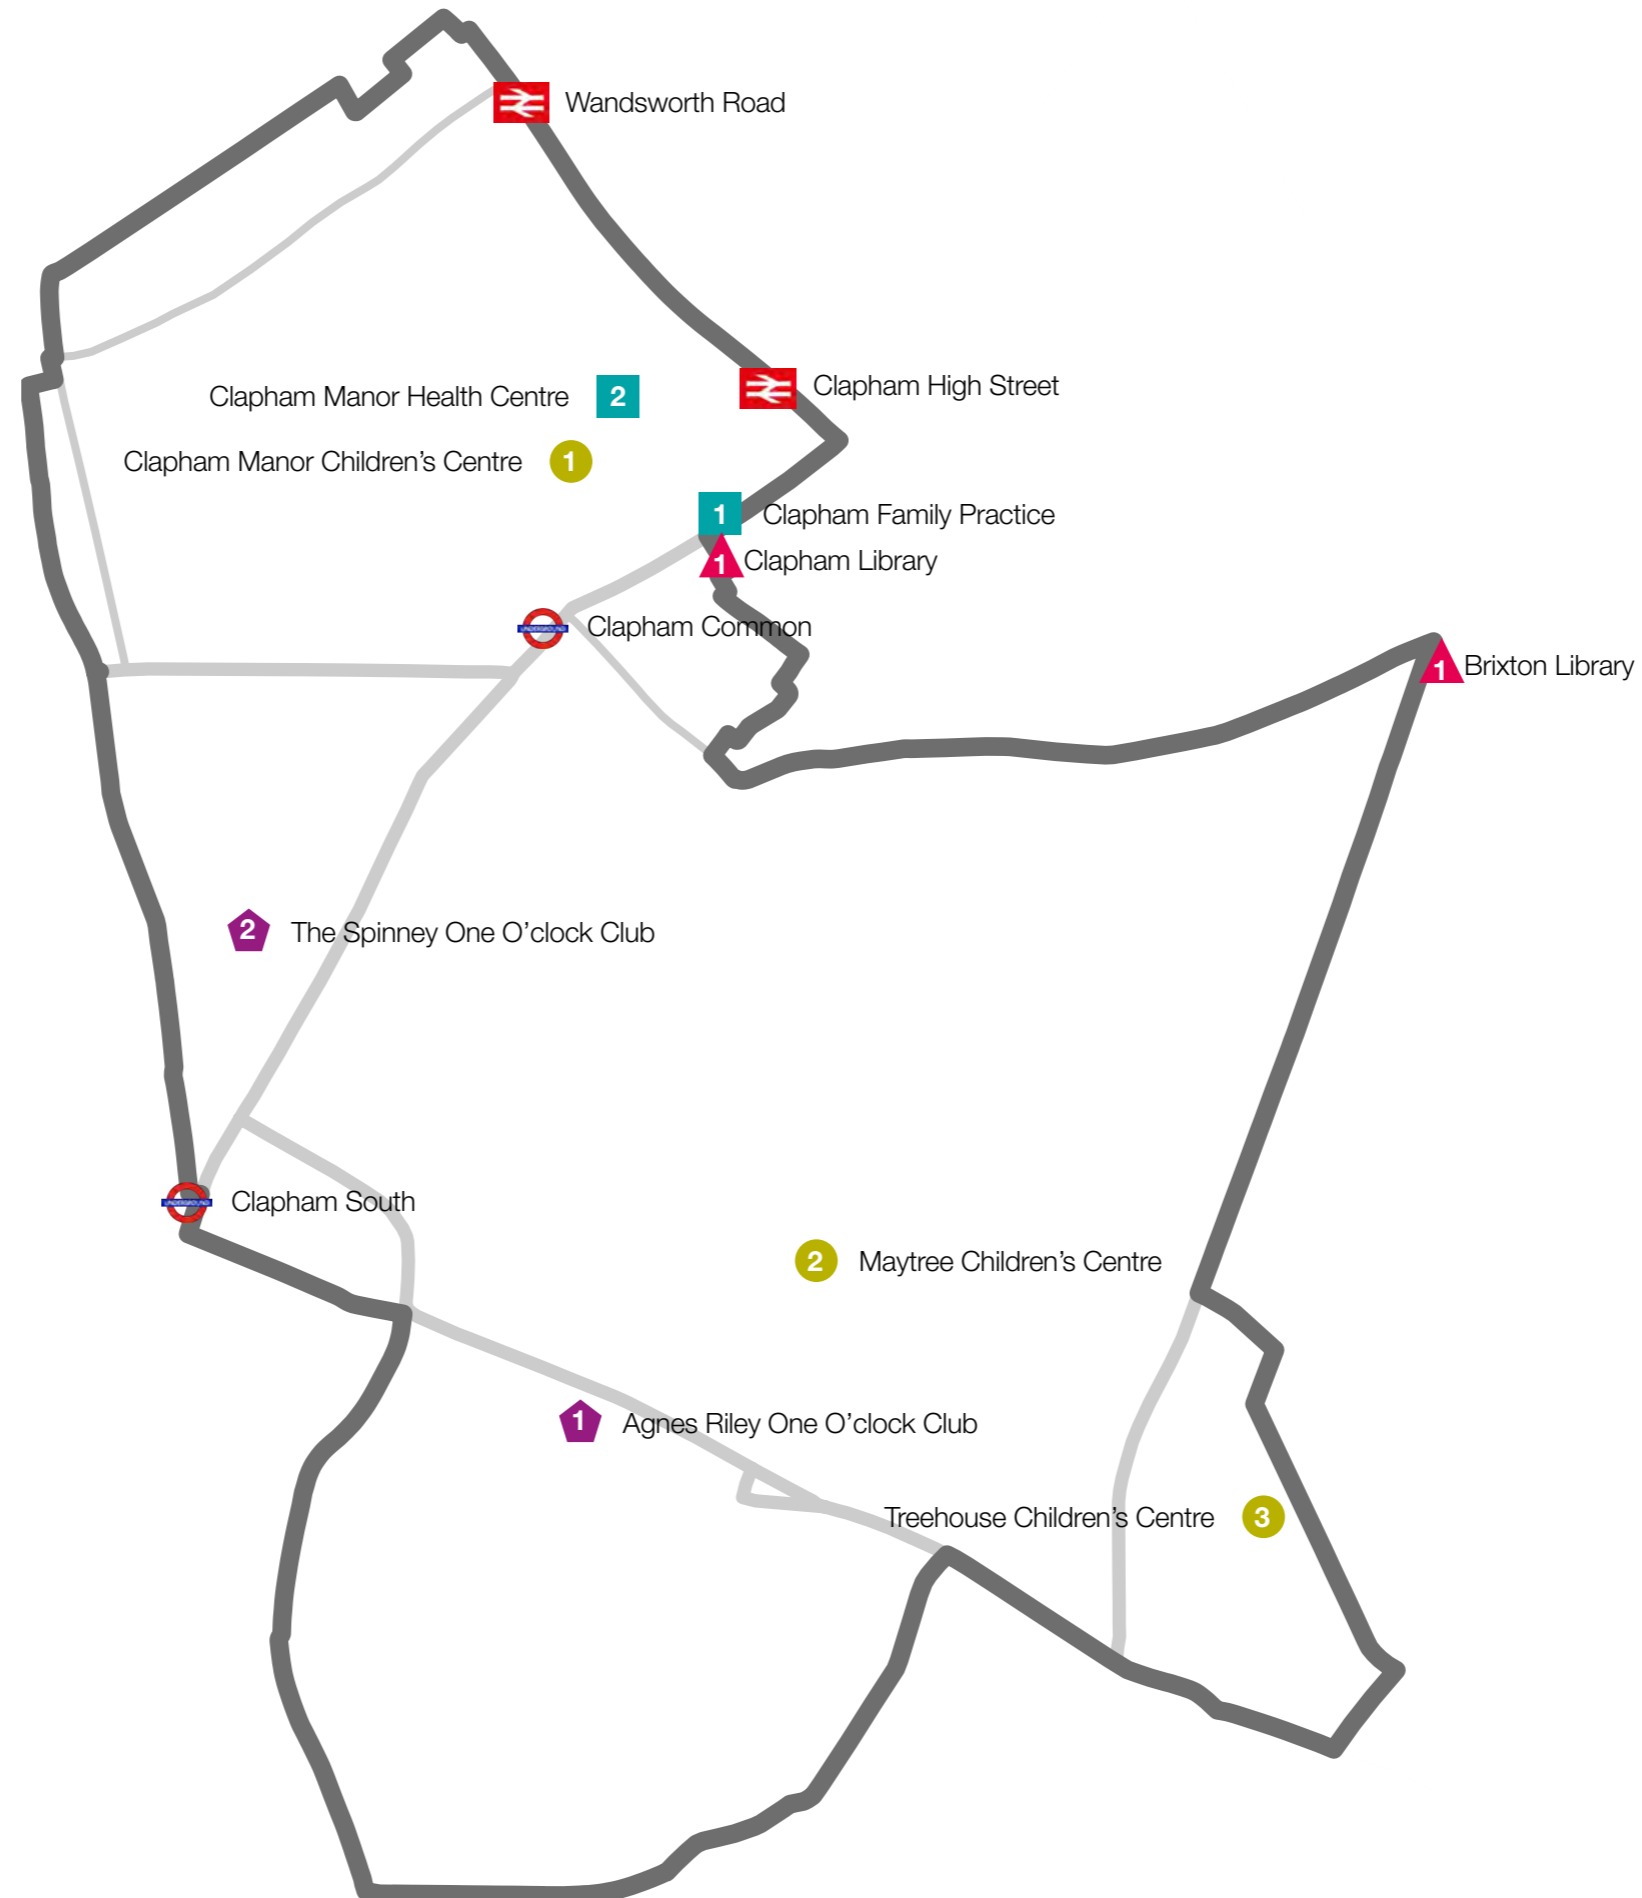 Wandsworth Road
Clapham High Street
Clapham Manor Health Centre 2
Clapham Manor Children's Centre 1
1 Clapham Family Practice
1 Clapham Library
UNDERGROUND Clapham Common
1 Brixton Library
2 The Spinney One O'clock Club
UNDERGROUND Clapham South
2 Maytree Children's Centre
1 Agnes Riley One O'clock Club
Treehouse Children's Centre 3